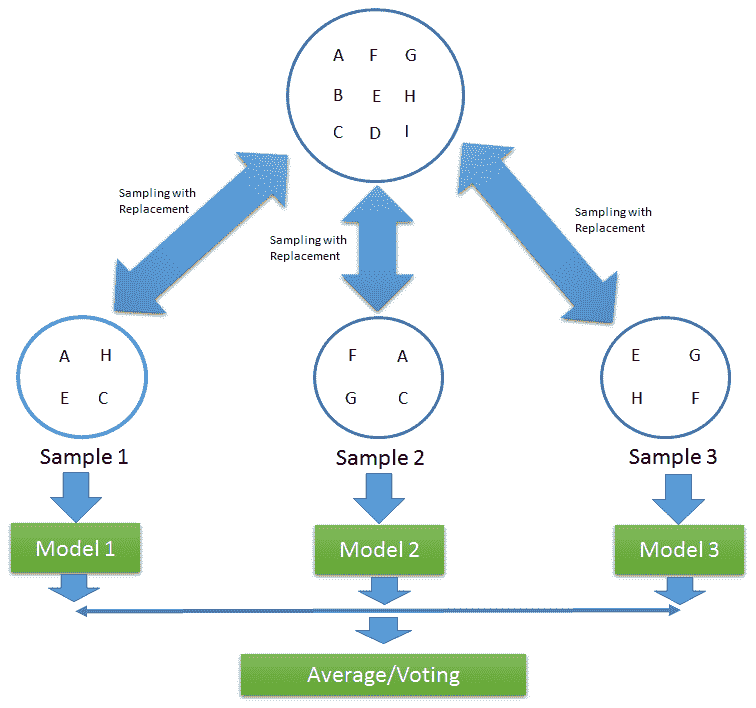 A F G
B E H
C D I
Sampling with
Replacement
Sampling with
Replacement
Sampling with
Replacement
A H
E C
F A
G C
E G
H F
Sample 1
Sample 2
Sample 3
Model 1
Model 2
Model 3
Average/Voting